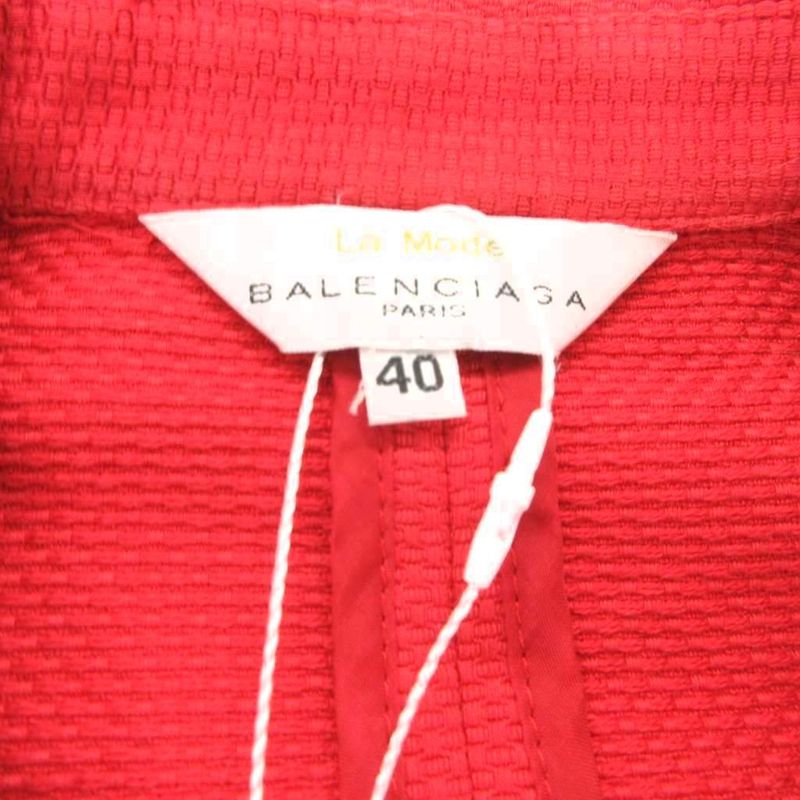 La Mode
BALENCIAGA
PARIS
40